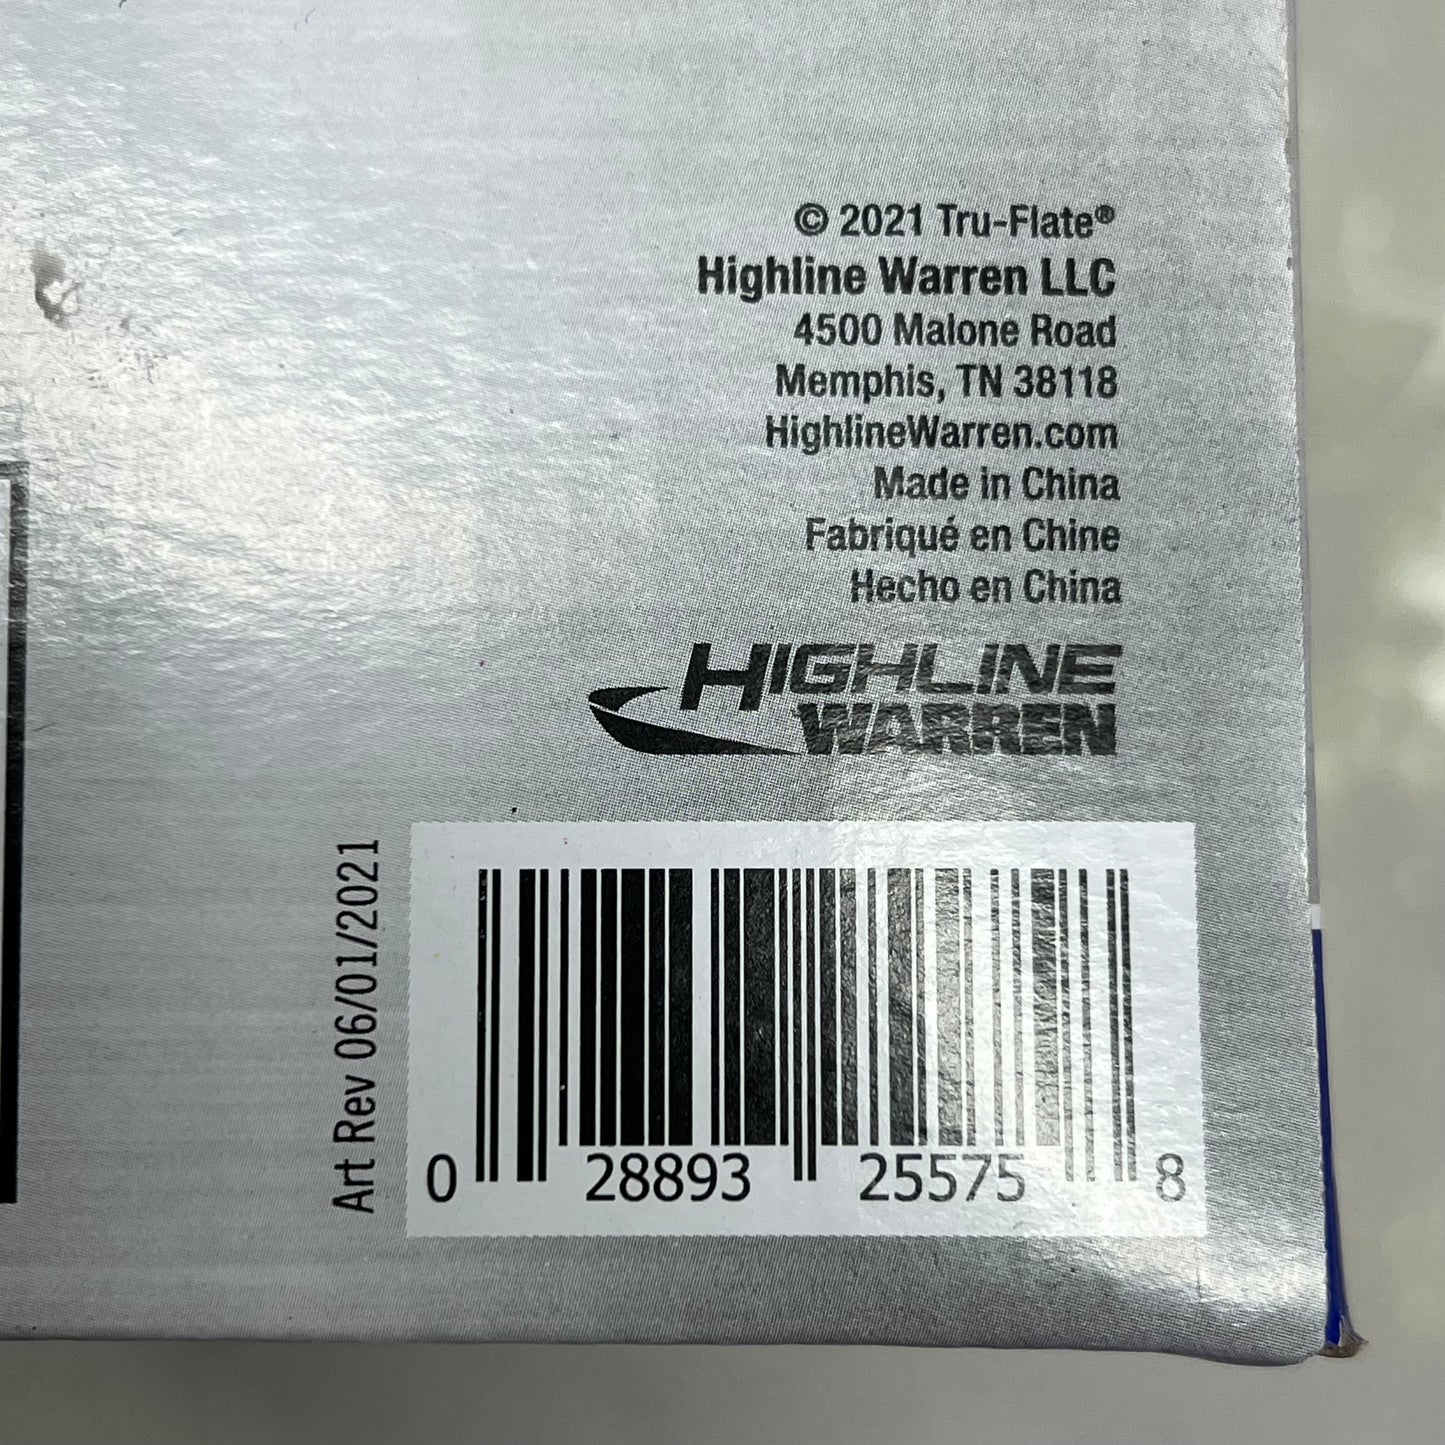 © 2021 Tru-Flate®
Highline Warren LLC
4500 Malone Road
Memphis, TN 38118
HighlineWarren.com
Made in China
Fabriqué en Chine
Hecho en China
HIGHLINE
WARREN
Art Rev 06/01/2021
0 28893 25575 8